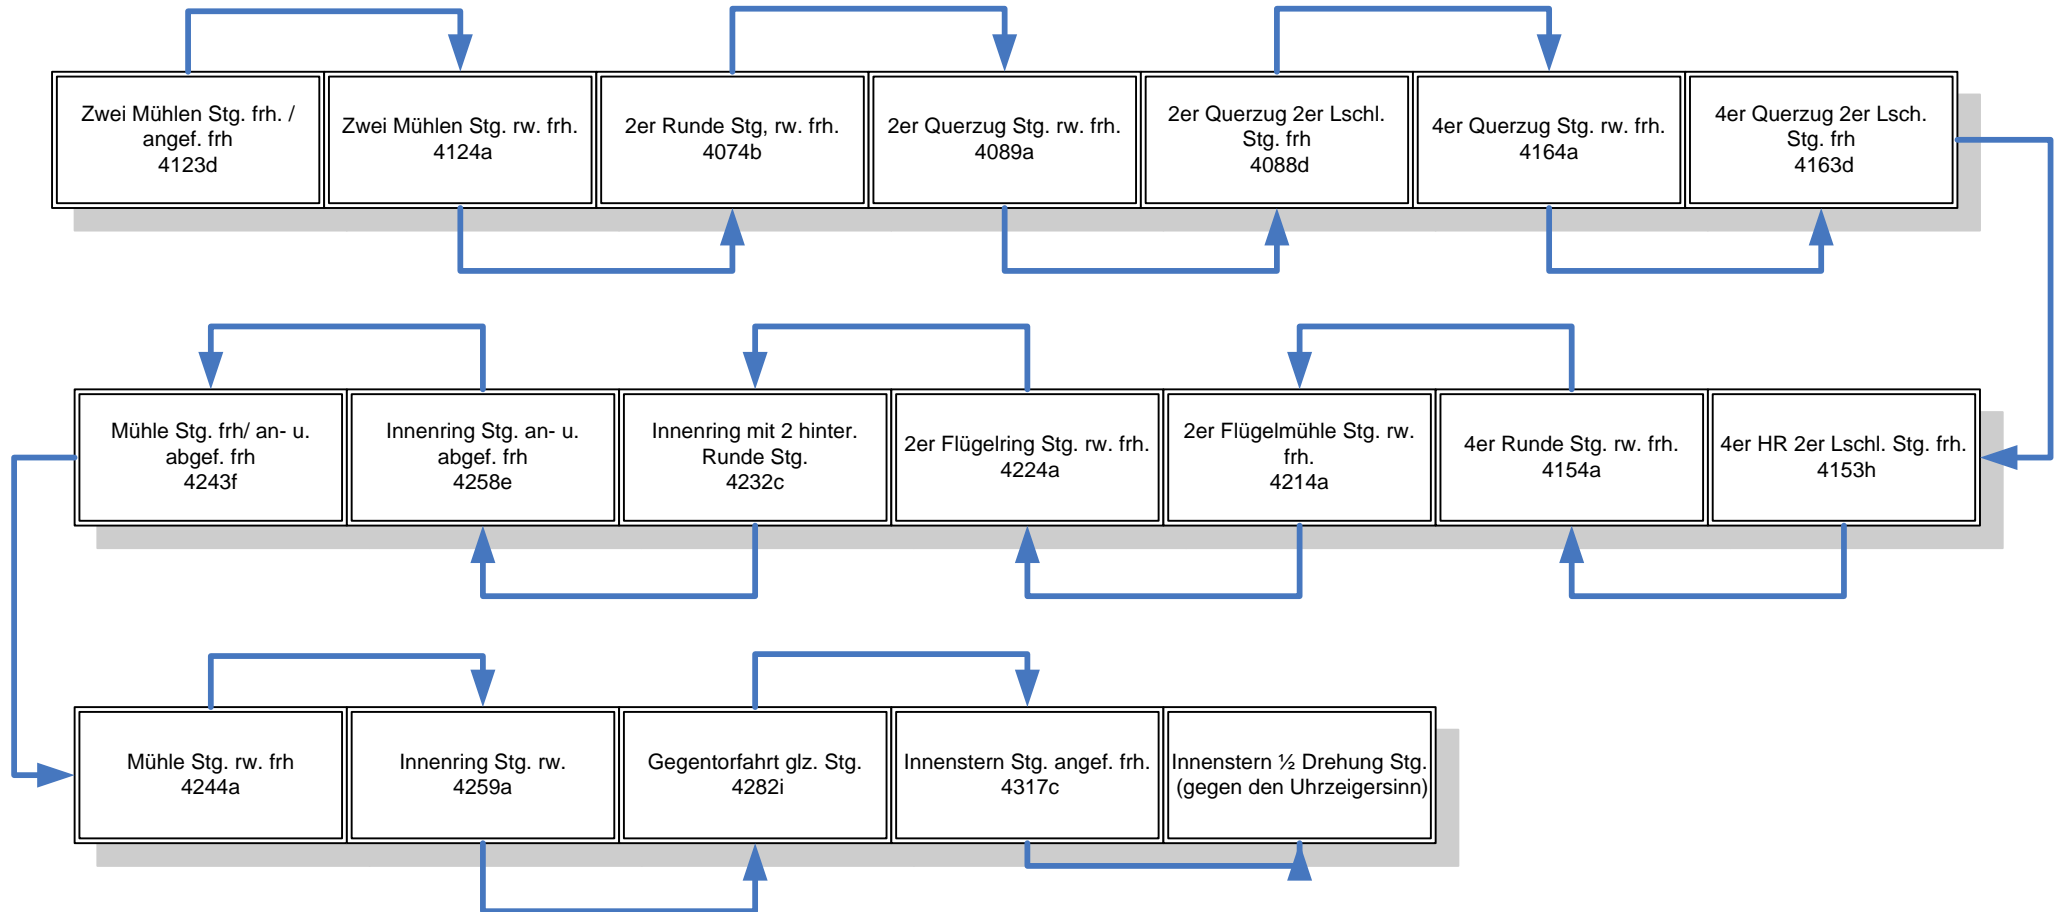 Zwei Mühlen Stg. frh. /
angef. frh
4123d
Zwei Mühlen Stg. rw. frh.
4124a
2er Runde Stg, rw. frh.
4074b
2er Querzug Stg. rw. frh.
4089a
2er Querzug 2er Lschl.
Stg. frh
4088d
4er Querzug Stg. rw. frh.
4164a
4er Querzug 2er Lsch.
Stg. frh
4163d
Mühle Stg. frh/ an- u.
abgef. frh
4243f
Innenring Stg. an- u.
abgef. frh
4258e
Innenring mit 2 hinter.
Runde Stg.
4232c
2er Flügelring Stg. rw. frh.
4224a
2er Flügelmühle Stg. rw.
frh.
4214a
4er Runde Stg. rw. frh.
4154a
4er HR 2er Lschl. Stg. frh.
4153h
Mühle Stg. rw. frh
4244a
Innenring Stg. rw.
4259a
Gegentorfahrt glz. Stg.
4282i
Innenstern Stg. angef. frh.
4317c
Innenstern ½ Drehung Stg.
(gegen den Uhrzeigersinn)